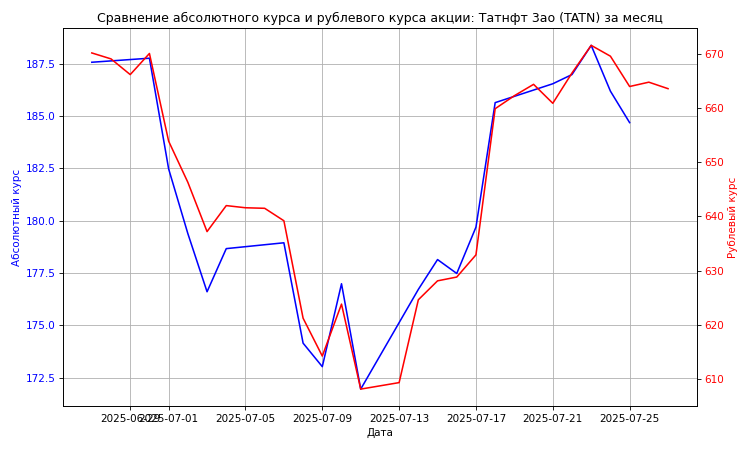 Сравнение абсолютного курса и рублевого курса акции: Татнфт 3ао (TATN) за месяц
187.5
185.0
182.5
180.0
177.5
175.0
172.5
Абсолютный курс
670
660
650
640
630
620
610
Рублевый курс
2025-06-29 2025-07-01 2025-07-05 2025-07-09 2025-07-13 2025-07-17 2025-07-21 2025-07-25
Дата